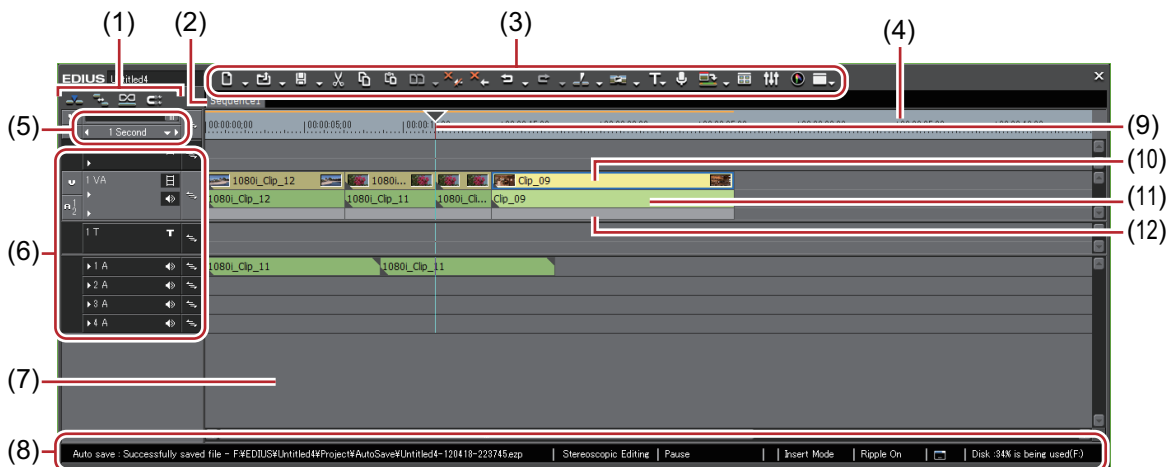 (1)
(2)
(3)
(4)
EDIUS Untitled4
Sequence1
(5)
1 Second
00:00:00;00 00:00:05;00
(9)
(10)
1 VA
1080i_Clip_12 1080i... Clip_09
1080i_Clip_12 1080i_Clip_11 1080i_Cli... Clip_09
(11)
(12)
1 T T
(6)
1 A 1080i_Clip_11 1080i_Clip_11
2 A
3 A
4 A
(7)
(8)
Auto save : Successfully saved file - F:¥EDIUS¥Untitled4¥Project¥AutoSave¥Untitled4-120418-223745.ezp Stereoscopic Editing Pause Insert Mode Ripple On Disk :34% is being used(F:)